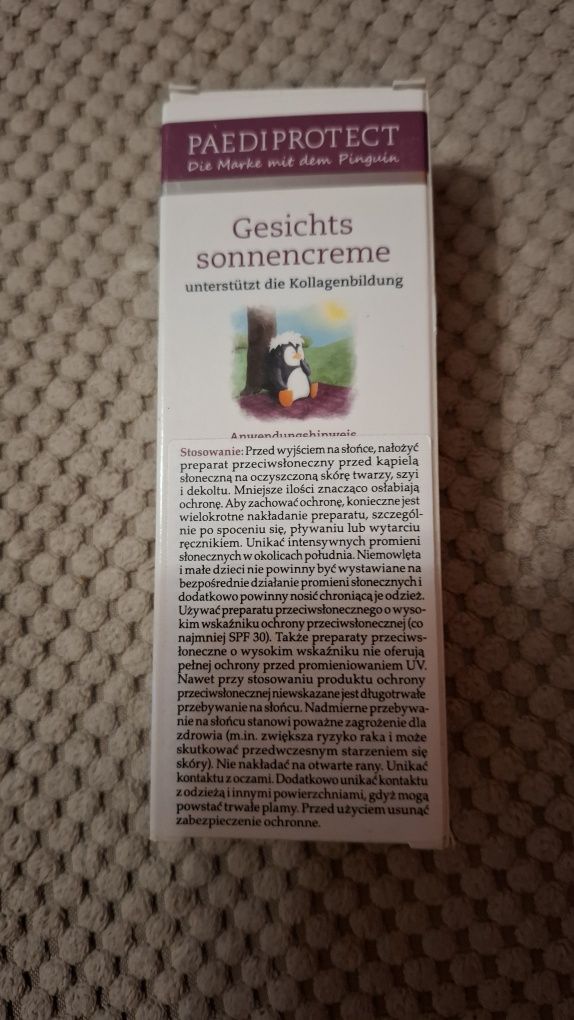 PAEDIPROTECT
Die Marke mit dem Pinguin
Gesichts
sonnencreme
unterstützt die Kollagenbildung
Anwendungshinweis
Stosowanie: Przed wyjściem na słońce, nałożyć
preparat przeciwsłoneczny przed kąpielą
słoneczną na oczyszczoną skórę twarzy, szyi
i dekoltu. Mniejsze ilości znacząco osłabiają
ochronę. Aby zachować ochronę, konieczne jest
wielokrotne nakładanie preparatu, szczegól-
nie po spoceniu się, pływaniu lub wytarciu
ręcznikiem. Unikać intensywnych promieni
słonecznych w okolicach południa. Niemowlęta
i małe dzieci nie powinny być wystawiane na
bezpośrednie działanie promieni słonecznych i
dodatkowo powinny nosić chroniącą je odzież.
Używać preparatu przeciwsłonecznego o wyso-
kim wskaźniku ochrony przeciwsłonecznej (co
najmniej SPF 30). Także preparaty przeciws-
łoneczne o wysokim wskaźniku nie oferują
pełnej ochrony przed promieniowaniem UV.
Nawet przy stosowaniu produktu ochrony
przeciwsłonecznej niewskazane jest długotrwałe
przebywanie na słońcu. Nadmierne przebywa-
nie na słońcu stanowi poważne zagrożenie dla
zdrowia (m.in. zwiększa ryzyko raka i może
skutkować przedwczesnym starzeniem się
skóry). Nie nakładać na otwarte rany. Unikać
kontaktu z oczami. Dodatkowo unikać kontaktu
z odzieżą i innymi powierzchniami, gdyż mogą
powstać trwałe plamy. Przed użyciem usunąć
zabezpieczenie ochronne.